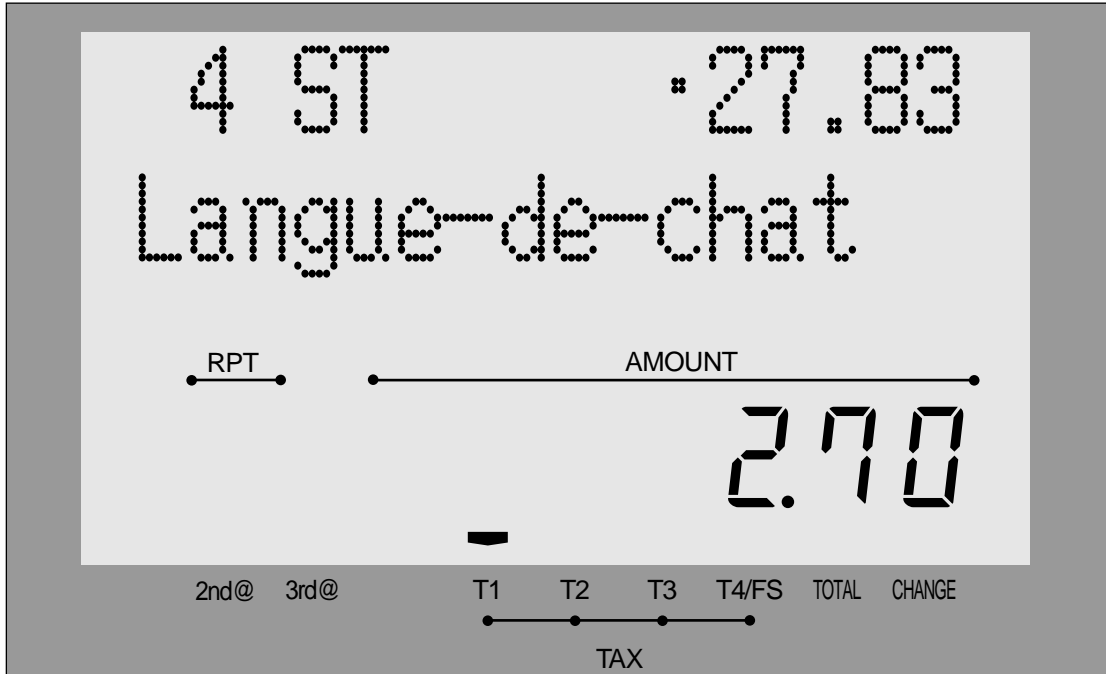 4 ST ·27.83
Langue-de-chat
RPT AMOUNT
2.70
2nd@ 3rd@ T1 T2 T3 T4/FS TOTAL CHANGE
TAX